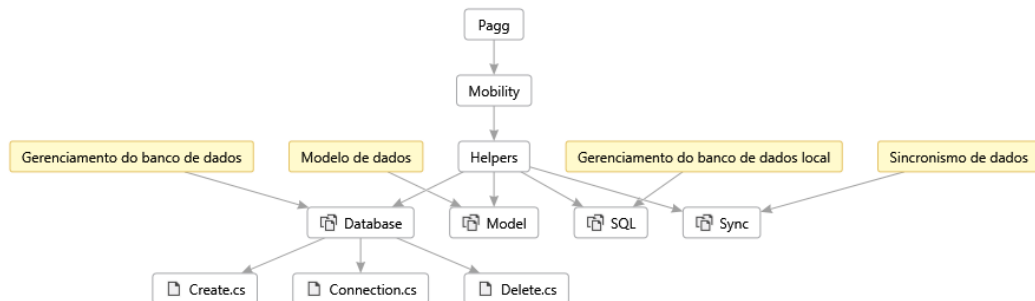 Pagg
Mobility
Gerenciamento do banco de dados
Modelo de dados
Helpers
Gerenciamento do banco de dados local
Sincronismo de dados
Database
Model
SQL
Sync
Create.cs
Connection.cs
Delete.cs